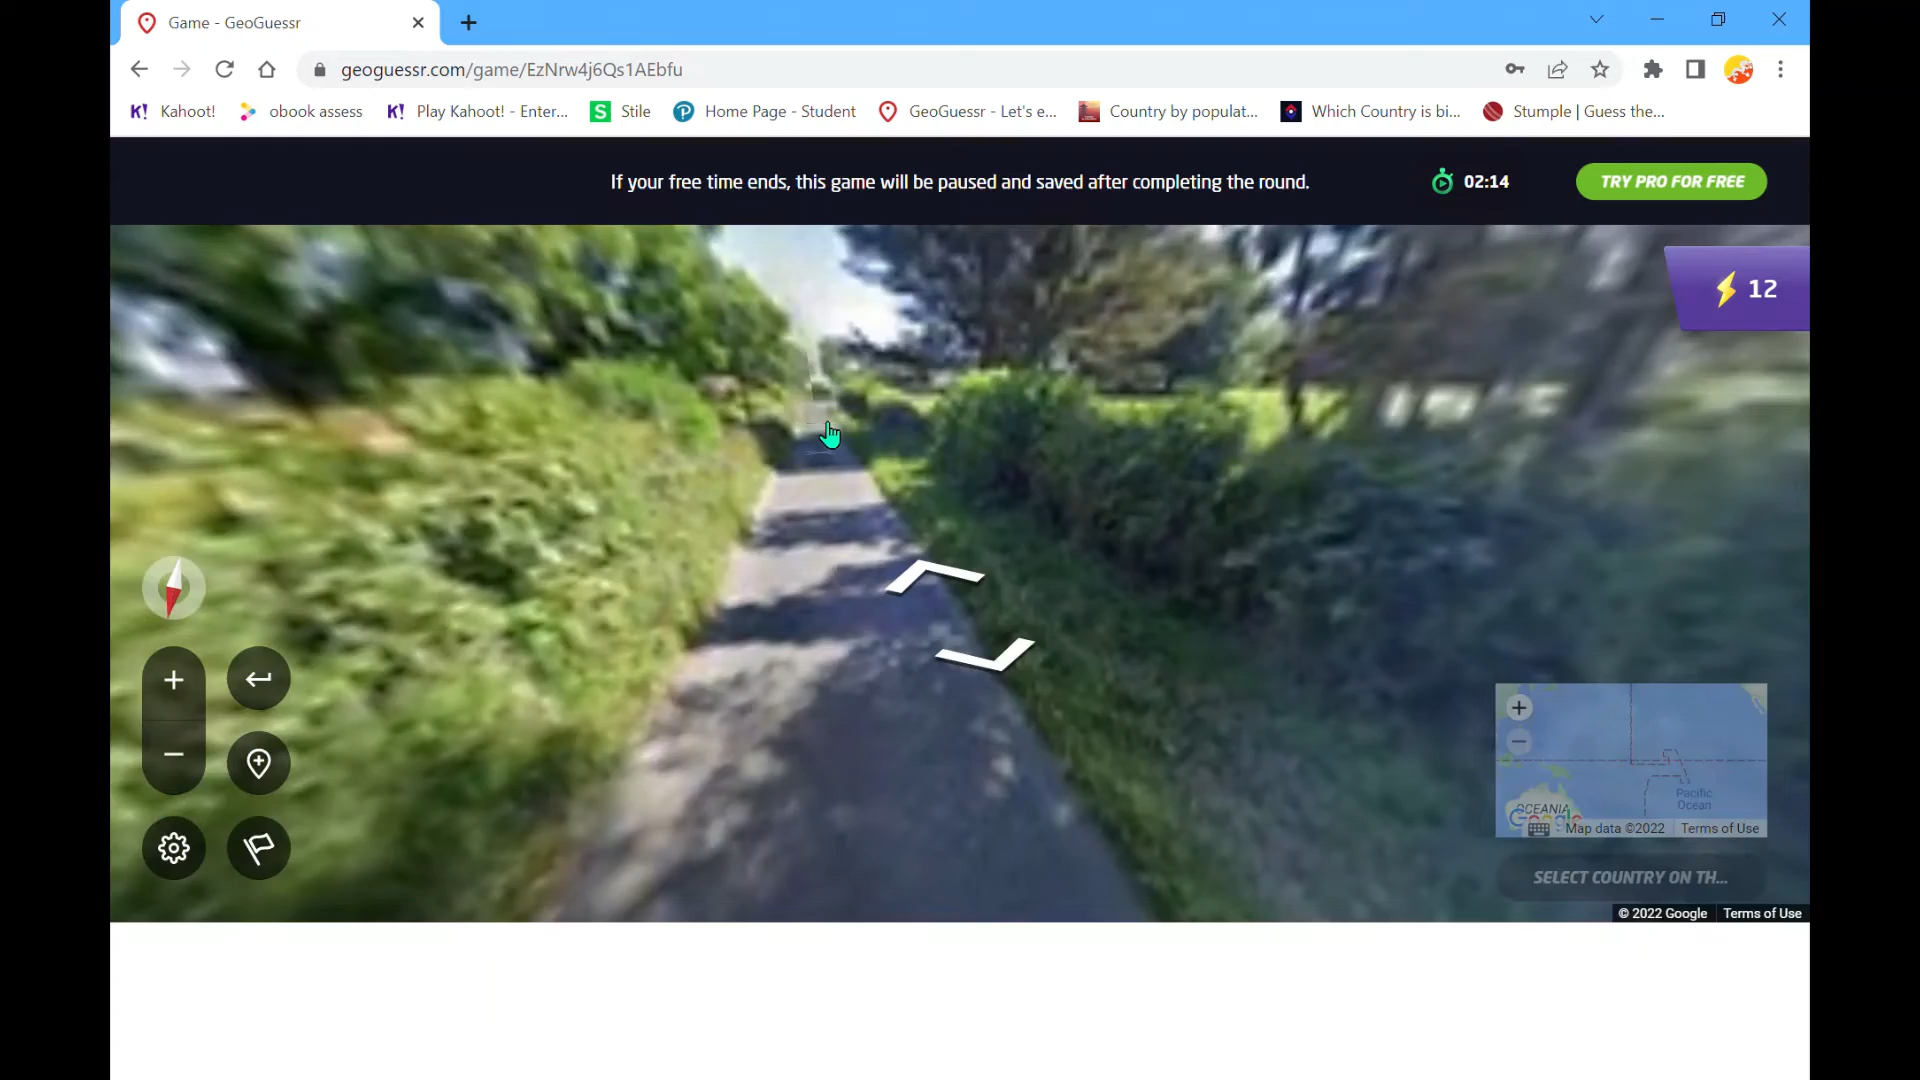 Game - GeoGuessr
geoguessr.com/game/EzNrw4j6Qs1AEbfu
K! Kahoot!
obook assess
K! Play Kahoot! - Enter...
S Stile
P Home Page - Student
GeoGuessr - Let's e...
Country by populat...
Which Country is bi...
Stumple | Guess the...
If your free time ends, this game will be paused and saved after completing the round.
02:14
TRY PRO FOR FREE
12
Pacific
Ocean
OCEANIA
Google
Map data ©2022
Terms of Use
SELECT COUNTRY ON TH...
© 2022 Google
Terms of Use